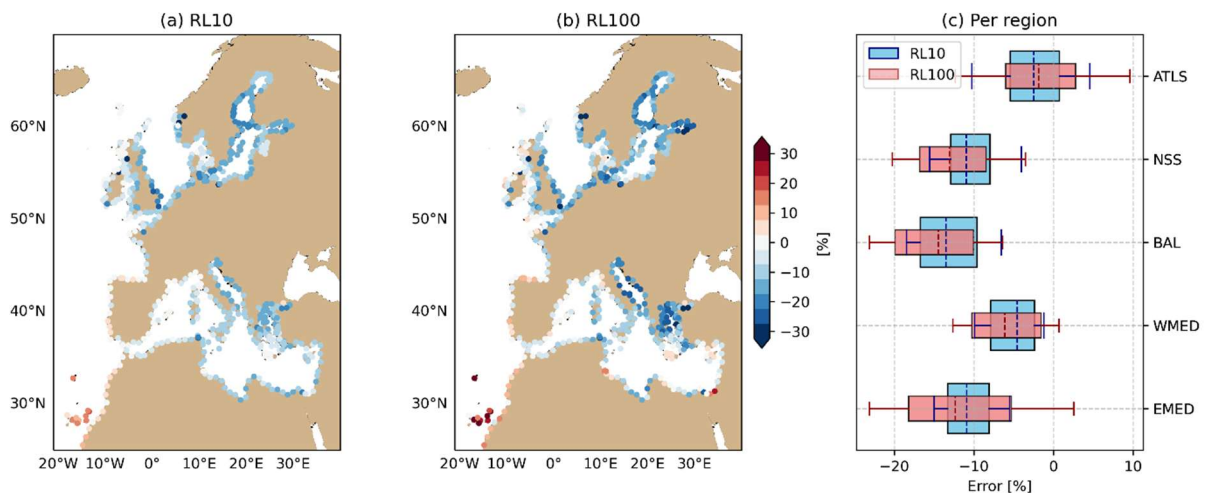 (a) RL10
(b) RL100
(c) Per region
60°N
50°N
40°N
30°N
20°W 10°W 0° 10°E 20°E 30°E
60°N
50°N
40°N
30°N
20°W 10°W 0° 10°E 20°E 30°E
30
20
10
0
−10
−20
−30
[%]
RL10
RL100
ATLS
NSS
BAL
WMED
EMED
−20 −10 0 10
Error [%]